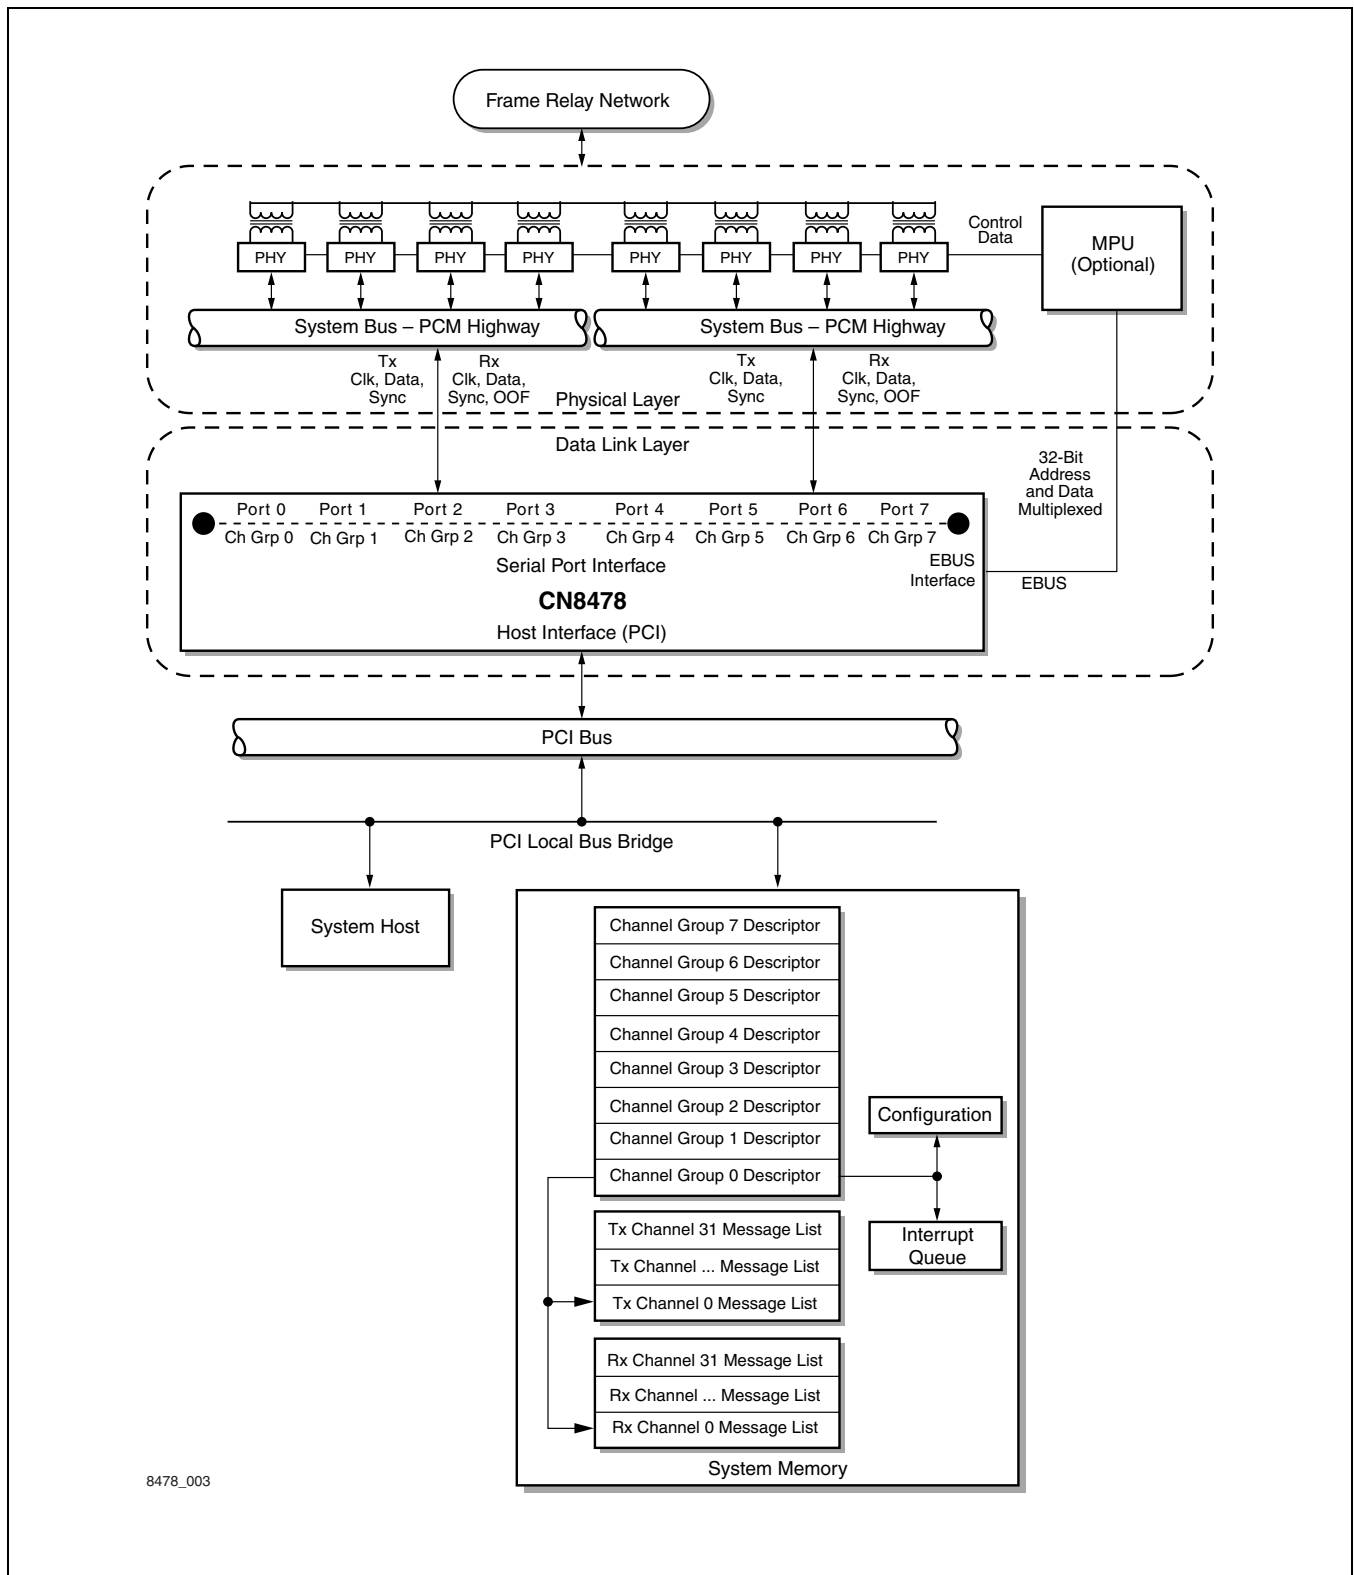 Frame Relay Network
Control
Data
MPU
(Optional)
PHY PHY PHY PHY PHY PHY PHY PHY
System Bus – PCM Highway System Bus – PCM Highway
Tx
Clk, Data,
Sync
Rx
Clk, Data,
Sync, OOF
Tx
Clk, Data,
Sync
Rx
Clk, Data,
Sync, OOF
Physical Layer
Data Link Layer
32-Bit
Address
and Data
Multiplexed
Port 0 Port 1 Port 2 Port 3 Port 4 Port 5 Port 6 Port 7
Ch Grp 0 Ch Grp 1 Ch Grp 2 Ch Grp 3 Ch Grp 4 Ch Grp 5 Ch Grp 6 Ch Grp 7
Serial Port Interface
EBUS
Interface
EBUS
CN8478
Host Interface (PCI)
PCI Bus
PCI Local Bus Bridge
System Host
Channel Group 7 Descriptor
Channel Group 6 Descriptor
Channel Group 5 Descriptor
Channel Group 4 Descriptor
Channel Group 3 Descriptor
Channel Group 2 Descriptor
Channel Group 1 Descriptor
Channel Group 0 Descriptor
Configuration
Interrupt
Queue
Tx Channel 31 Message List
Tx Channel ... Message List
Tx Channel 0 Message List
Rx Channel 31 Message List
Rx Channel ... Message List
Rx Channel 0 Message List
System Memory
8478_003